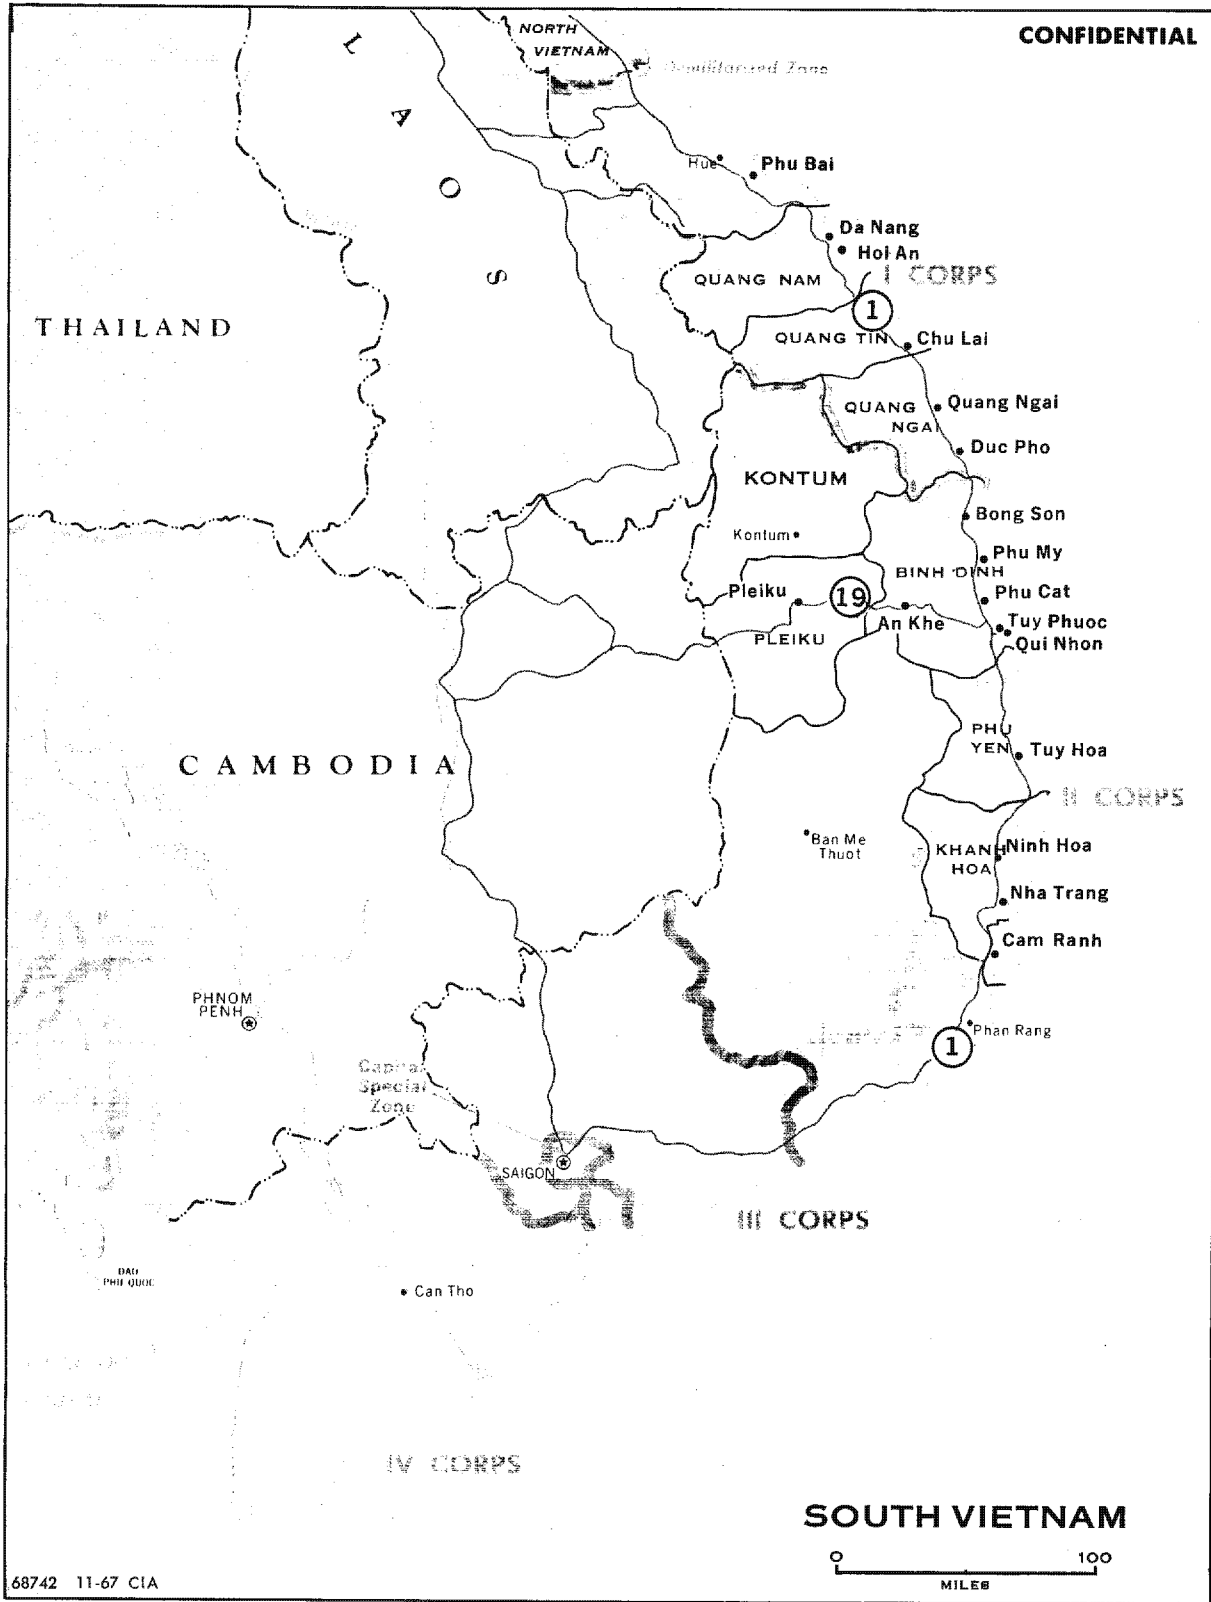 CONFIDENTIAL
NORTH
VIETNAM
Demilitarized Zone
LAOS
Hue
Phu Bai
Da Nang
Hoi An
I CORPS
QUANG NAM
1
THAILAND
QUANG TIN
Chu Lai
QUANG
NGAI
Quang Ngai
Duc Pho
KONTUM
Bong Son
Kontum
Phu My
BINH DINH
Pleiku
19
Phu Cat
An Khe
Tuy Phuoc
PLEIKU
Qui Nhon
PHU
YEN
Tuy Hoa
CAMBODIA
II CORPS
Ban Me
Thuot
KHANH
HOA
Ninh Hoa
Nha Trang
Cam Ranh
PHNOM
PENH
Phan Rang
1
Capital
Special
Zone
SAIGON
III CORPS
DAO
PHU QUOC
Can Tho
IV CORPS
SOUTH VIETNAM
0 100
MILES
68742 11-67 CIA